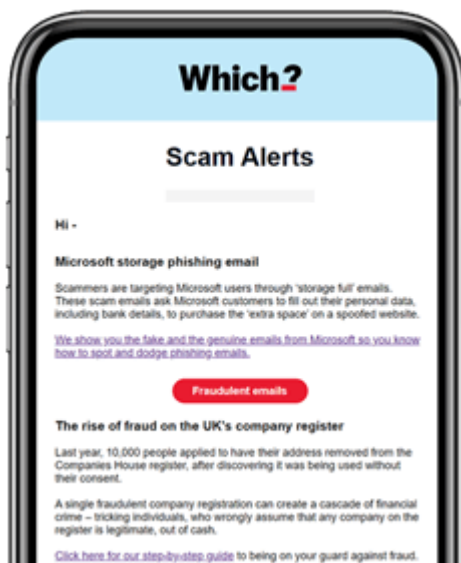 Which?
Scam Alerts
Hi -
Microsoft storage phishing email
Scammers are targeting Microsoft users through 'storage full' emails.
These scam emails ask Microsoft customers to fill out their personal data,
including bank details, to purchase the 'extra space' on a spoofed website.
We show you the fake and the genuine emails from Microsoft so you know
how to spot and dodge phishing emails.
Fraudulent emails
The rise of fraud on the UK's company register
Last year, 10,000 people applied to have their address removed from the
Companies House register, after discovering it was being used without
their consent.
A single fraudulent company registration can create a cascade of financial
crime – tricking individuals, who wrongly assume that any company on the
register is legitimate, out of cash.
Click here for our step-by-step guide to being on your guard against fraud.